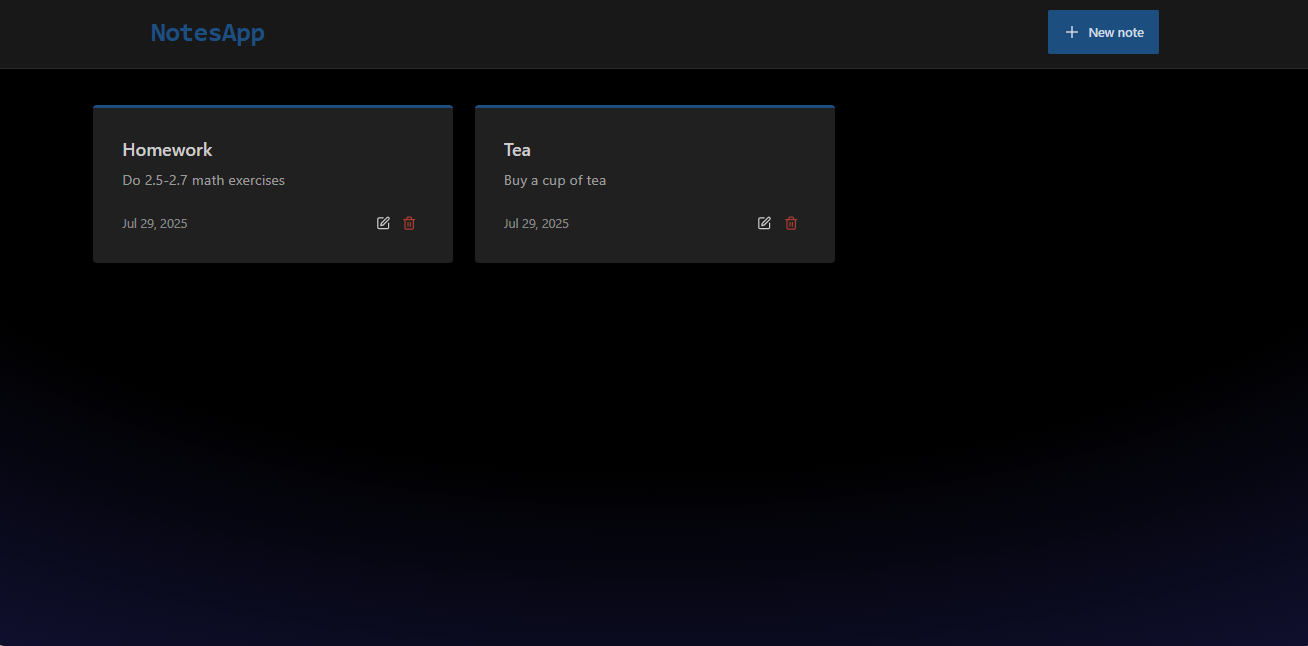 NotesApp
New note
Homework
Do 2.5-2.7 math exercises
Jul 29, 2025
Tea
Buy a cup of tea
Jul 29, 2025